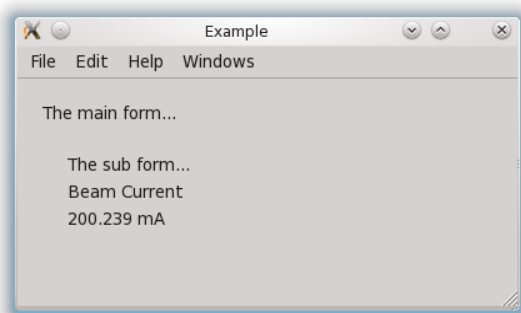 Example
File Edit Help Windows
The main form...
The sub form...
Beam Current
200.239 mA